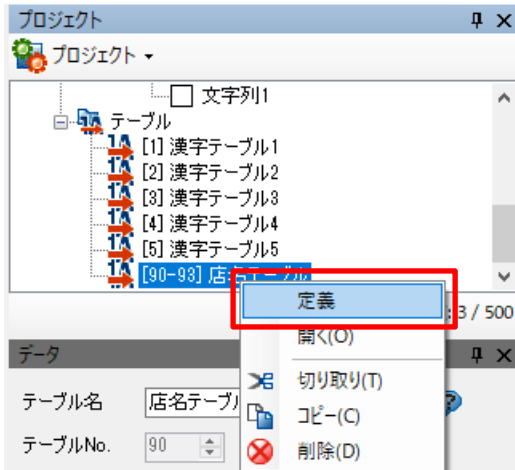 プロジェクト
プロジェクト
文字列1
テーブル
[1] 漢字テーブル1
[2] 漢字テーブル2
[3] 漢字テーブル3
[4] 漢字テーブル4
[5] 漢字テーブル5
[90-93] 店名テーブル
定義
3 / 500
開く(O)
データ
切り取り(T)
テーブル名 店名テーブル
コピー(C)
テーブルNo. 90
削除(D)